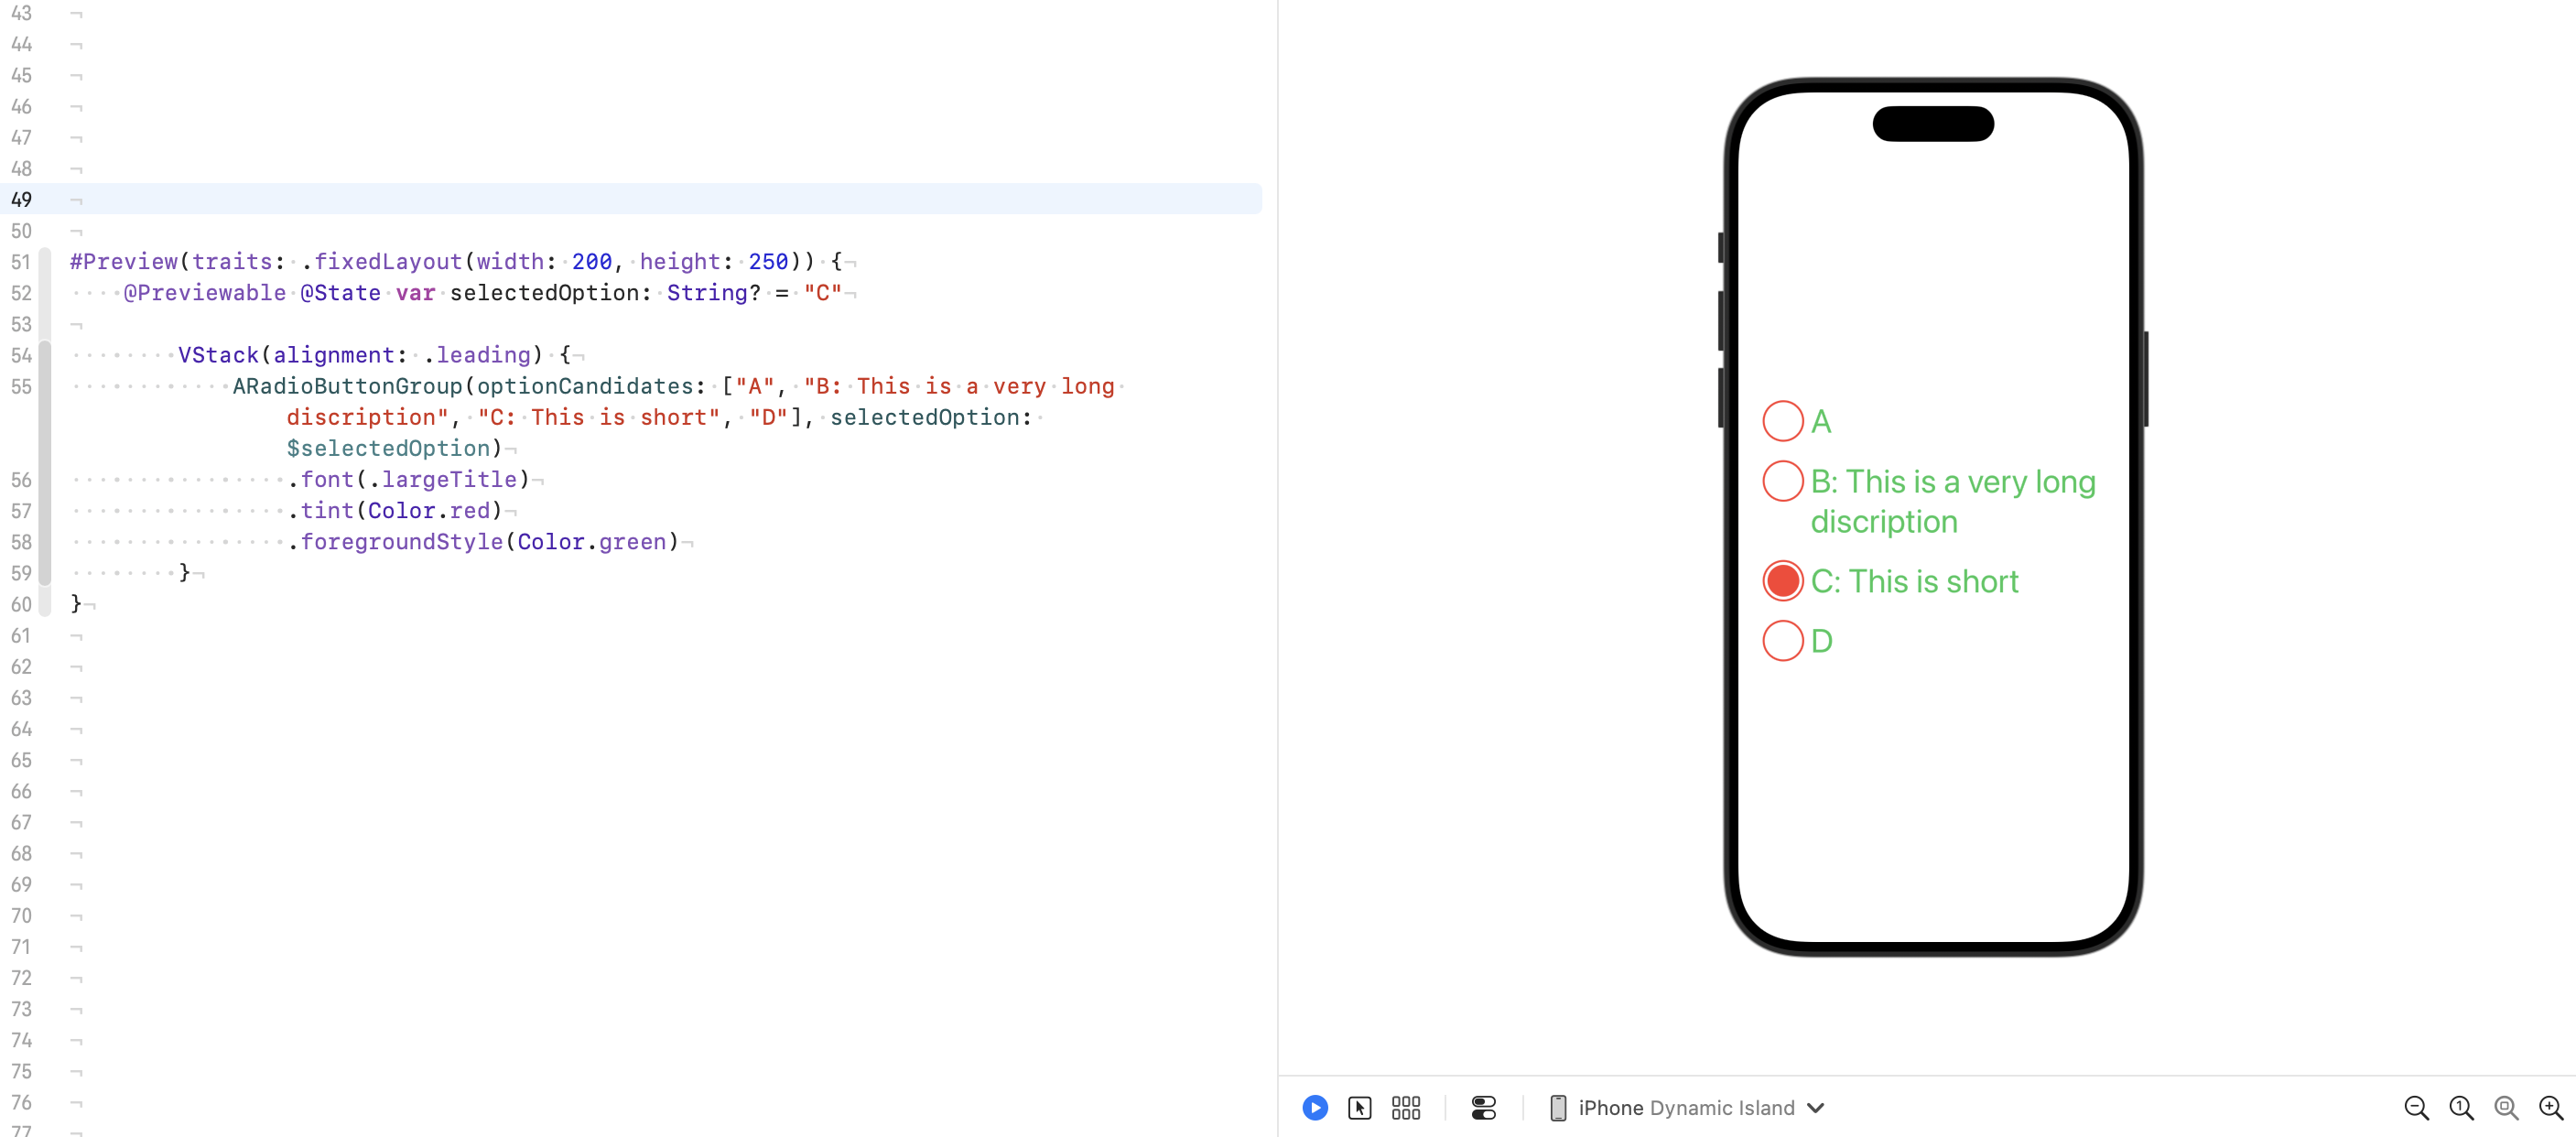 43
44
45
46
47
48
49
50
51 #Preview(traits: .fixedLayout(width: 200, height: 250)) {
52 @Previewable @State var selectedOption: String? = "C"
53
54 VStack(alignment: .leading) {
55 ARadioButtonGroup(optionCandidates: ["A", "B: This is a very long
discription", "C: This is short", "D"], selectedOption:
$selectedOption)
56 .font(.largeTitle)
57 .tint(Color.red)
58 .foregroundStyle(Color.green)
59 }
60 }
61
62
63
64
65
66
67
68
69
70
71
72
73
74
75
76
77
A
B: This is a very long
discription
C: This is short
D
iPhone Dynamic Island